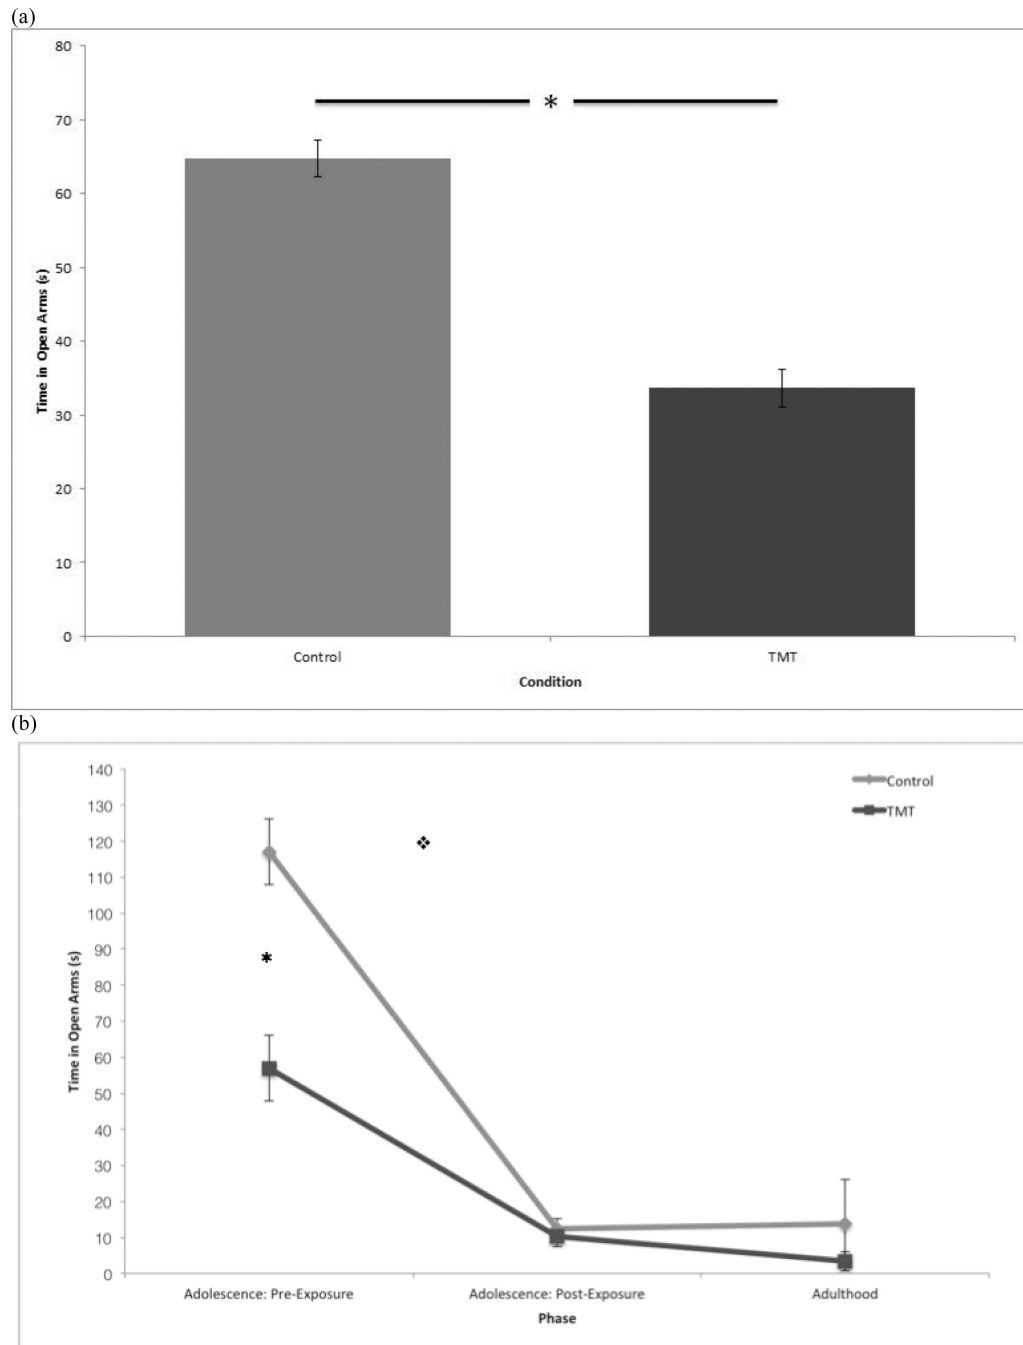 (a)
80
70
60
50
40
30
20
10
0
Time in Open Arms (s)
*
Control
TMT
Condition
(b)
140
130
120
110
100
90
80
70
60
50
40
30
20
10
0
Time in Open Arms (s)
Control
TMT
❖
*
Adolescence: Pre-Exposure
Adolescence: Post-Exposure
Adulthood
Phase